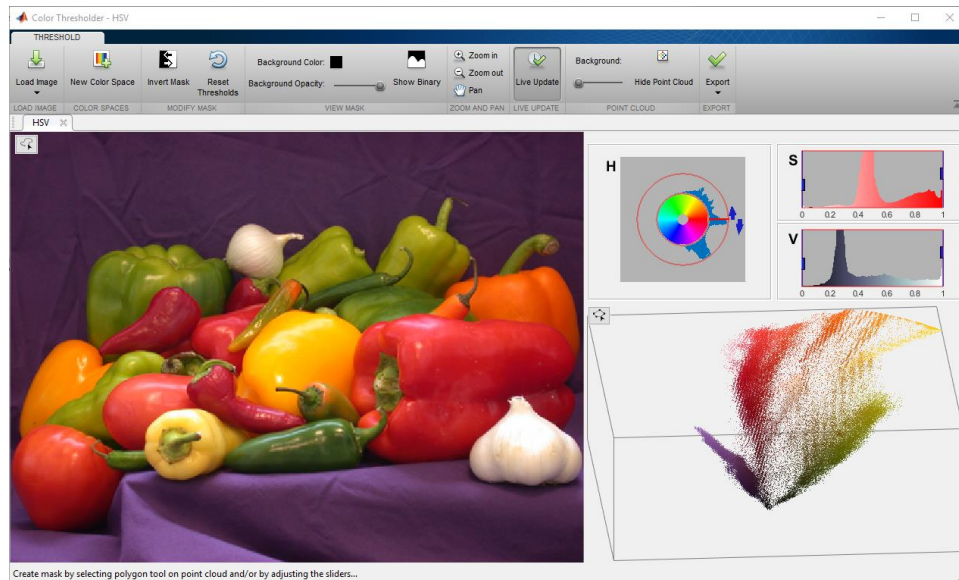 Color Thresholder - HSV
THRESHOLD
Load Image
New Color Space
Invert Mask
Reset Thresholds
Background Color:
Background Opacity:
Show Binary
Zoom in
Zoom out
Pan
Live Update
Background:
Hide Point Cloud
Export
LOAD IMAGE
COLOR SPACES
MODIFY MASK
VIEW MASK
ZOOM AND PAN
LIVE UPDATE
POINT CLOUD
EXPORT
HSV
H
S
0 0.2 0.4 0.6 0.8 1
V
0 0.2 0.4 0.6 0.8 1
Create mask by selecting polygon tool on point cloud and/or by adjusting the sliders...